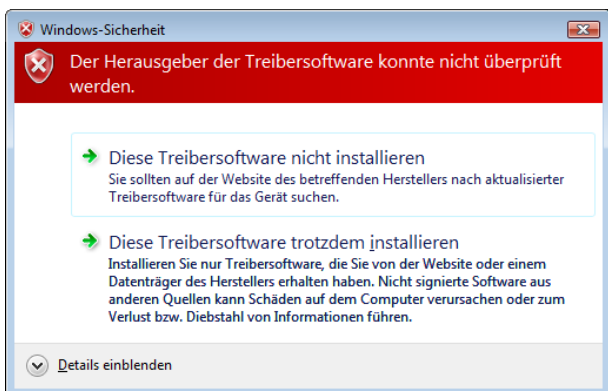 Windows-Sicherheit
Der Herausgeber der Treibersoftware konnte nicht überprüft
werden.
Diese Treibersoftware nicht installieren
Sie sollten auf der Website des betreffenden Herstellers nach aktualisierter
Treibersoftware für das Gerät suchen.
Diese Treibersoftware trotzdem installieren
Installieren Sie nur Treibersoftware, die Sie von der Website oder einem
Datenträger des Herstellers erhalten haben. Nicht signierte Software aus
anderen Quellen kann Schäden auf dem Computer verursachen oder zum
Verlust bzw. Diebstahl von Informationen führen.
Details einblenden